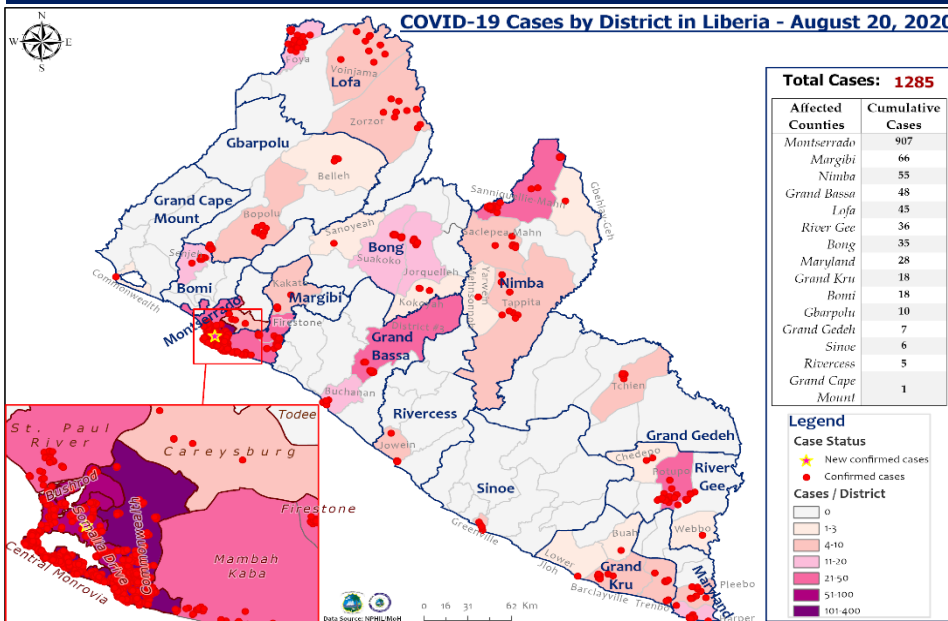 COVID-19 Cases by District in Liberia - August 20, 2020
N
W E
S
Foya
Voinjama
Lofa
Zorzor
Gbarpolu
Belleh
Grand Cape
Mount
Bopolu
Sanniquellie-Mahn
Gbehley-Geh
Sanoyeah
Bong
Suakoko
Saclepea-Mahn
Senjeh
Jorquelleh
Nimba
Commonwealth
Bomi
Kakata
Kokoyah
Yarwein
Mahnsonnoh
Tappita
Margibi
Montserrado
Firestone
District #3
Grand
Bassa
Buchanan
Tchien
Rivercess
Jowein
Grand Gedeh
Chedepo
Potupo
River
Gee
Sinoe
Greenville
Buah
Webbo
Lower
Jloh
Grand
Kru
Barclayville
Trenbo
Maryland
Pleebo
Harper
Todee
St. Paul
River
Careysburg
Bushrod
Somalia Drive
Commonwealth
Firestone
Central Monrovia
Mambah
Kaba
Data Source: NPHIL/MoH
0 16 31 62 Km
Total Cases: 1285
Affected Counties Cumulative Cases
Montserrado 907
Margibi 66
Nimba 55
Grand Bassa 48
Lofa 45
River Gee 36
Bong 35
Maryland 28
Grand Kru 18
Bomi 18
Gbarpolu 10
Grand Gedeh 7
Sinoe 6
Rivercess 5
Grand Cape Mount 1
Legend
Case Status
New confirmed cases
Confirmed cases
Cases / District
0
1-3
4-10
11-20
21-50
51-100
101-400